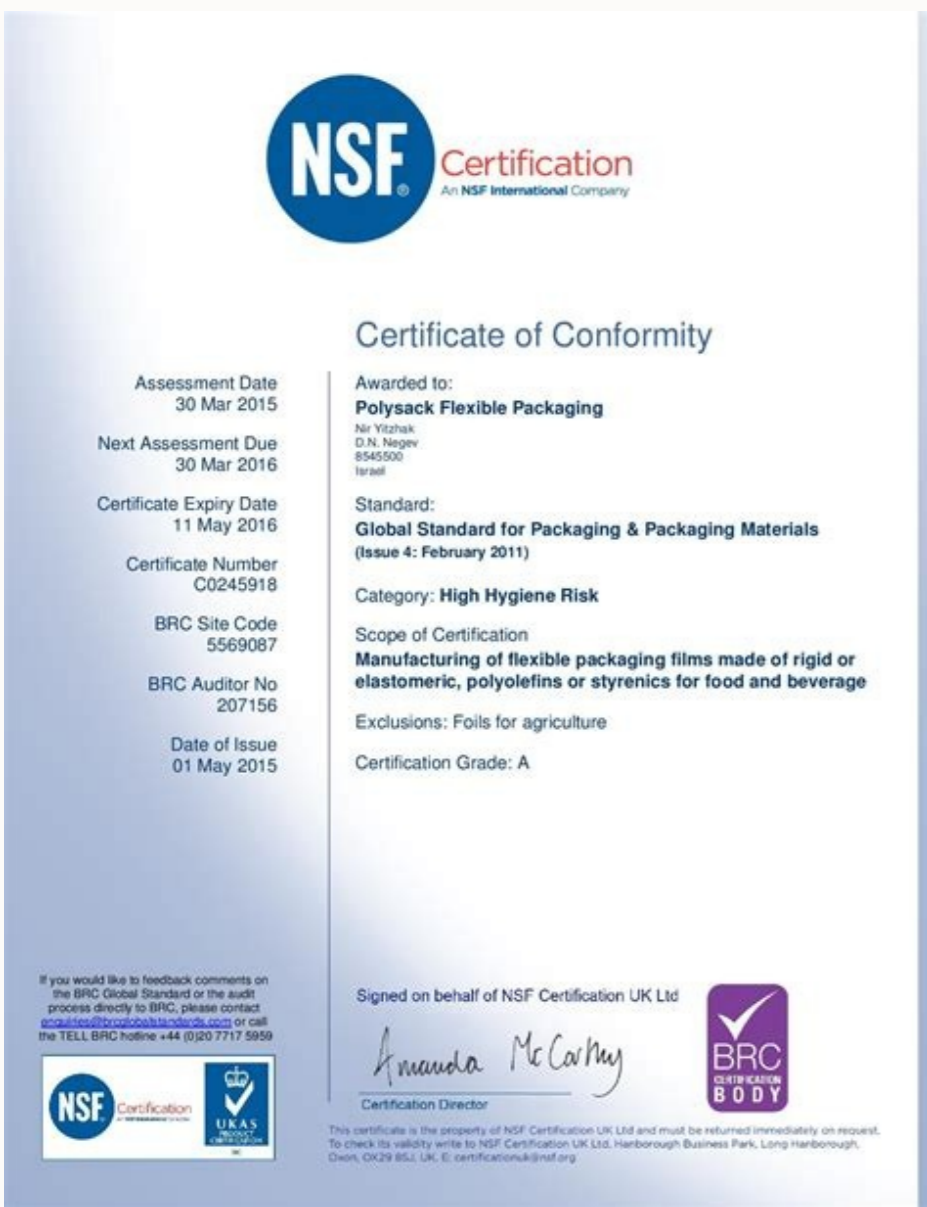 NSF®
Certification
An NSF International Company
Certificate of Conformity
Assessment Date
30 Mar 2015
Next Assessment Due
30 Mar 2016
Certificate Expiry Date
11 May 2016
Certificate Number
C0245918
BRC Site Code
5569087
BRC Auditor No
207156
Date of Issue
01 May 2015
Awarded to:
Polysack Flexible Packaging
Nir Yitzhak
D.N. Negev
8545500
Israel
Standard:
Global Standard for Packaging & Packaging Materials
(Issue 4: February 2011)
Category: High Hygiene Risk
Scope of Certification
Manufacturing of flexible packaging films made of rigid or
elastomeric, polyolefins or styrenics for food and beverage
Exclusions: Foils for agriculture
Certification Grade: A
If you would like to feedback comments on
the BRC Global Standard or the audit
process directly to BRC, please contact
enquiries@brcglobalstandards.com or call
the TELL BRC hotline +44 (0)20 7717 5959
NSF
Certification
UKAS
PRODUCT
CERTIFICATION
Signed on behalf of NSF Certification UK Ltd
Amanda McCarthy
Certification Director
BRC
CERTIFICATION
BODY
This certificate is the property of NSF Certification UK Ltd and must be returned immediately on request.
To check its validity write to NSF Certification UK Ltd, Hanborough Business Park, Long Hanborough,
Oxon, OX29 8SJ, UK, E: certificationuk@nsf.org